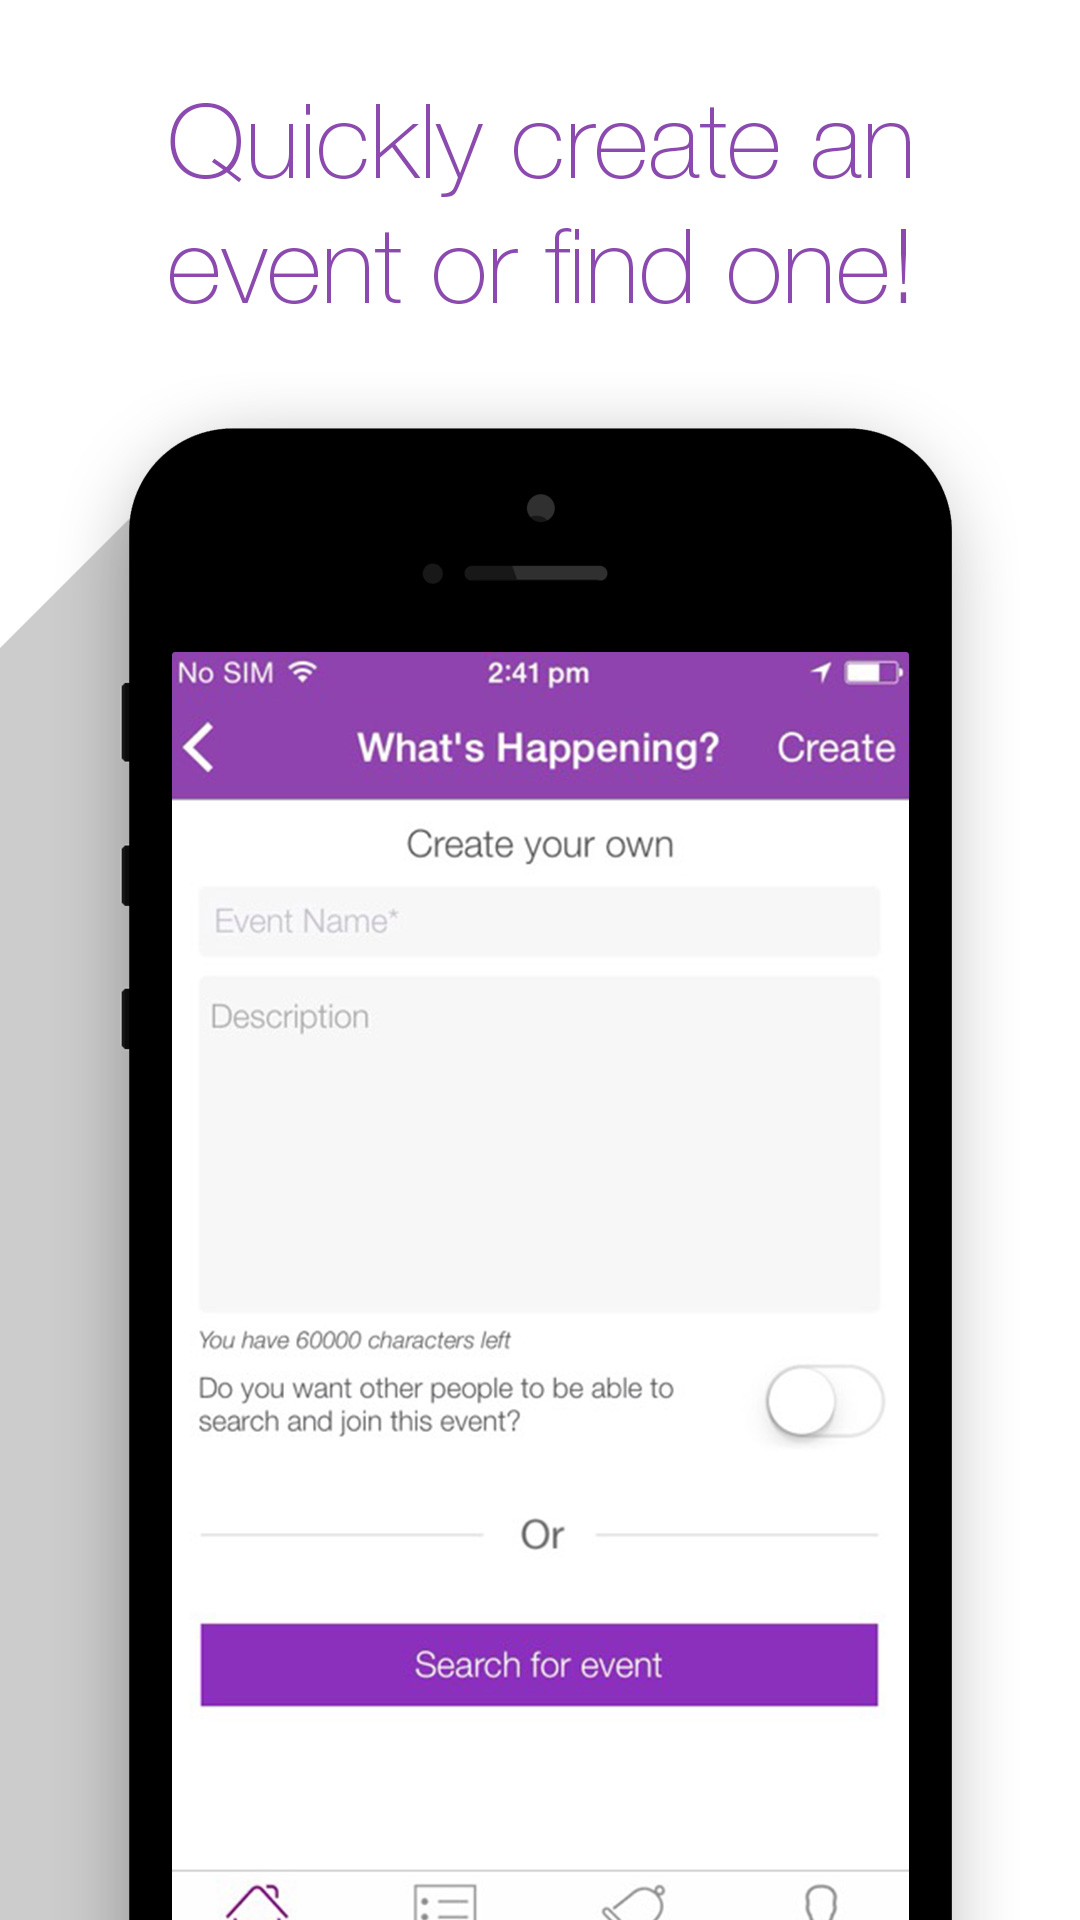 Quickly create an
event or find one!
No SIM 2:41 pm
What's Happening? Create
Create your own
Event Name*
Description
You have 60000 characters left
Do you want other people to be able to
search and join this event?
Or
Search for event